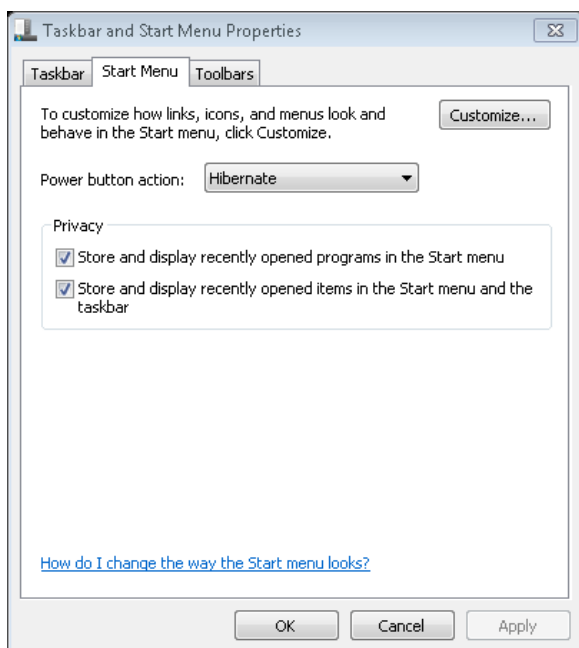 Taskbar and Start Menu Properties
Taskbar
Start Menu
Toolbars
To customize how links, icons, and menus look and
behave in the Start menu, click Customize.
Customize...
Power button action:
Hibernate
Privacy
Store and display recently opened programs in the Start menu
Store and display recently opened items in the Start menu and the
taskbar
How do I change the way the Start menu looks?
OK
Cancel
Apply